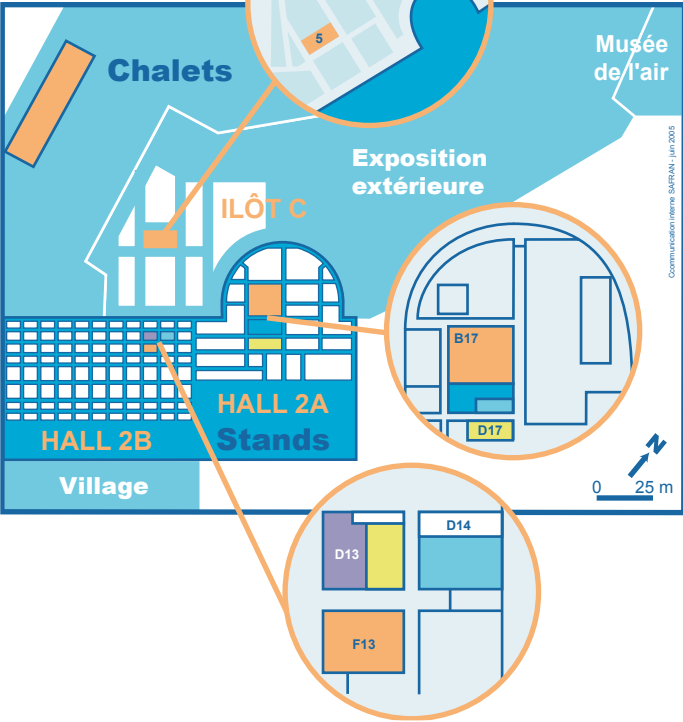 5
Chalets
Musée
de l'air
Exposition
extérieure
ILÔT C
Ccommunication interne SAFRAN - juin 2005
B17
D17
HALL 2A
HALL 2B
Stands
Village
N
0 25 m
D13
D14
F13